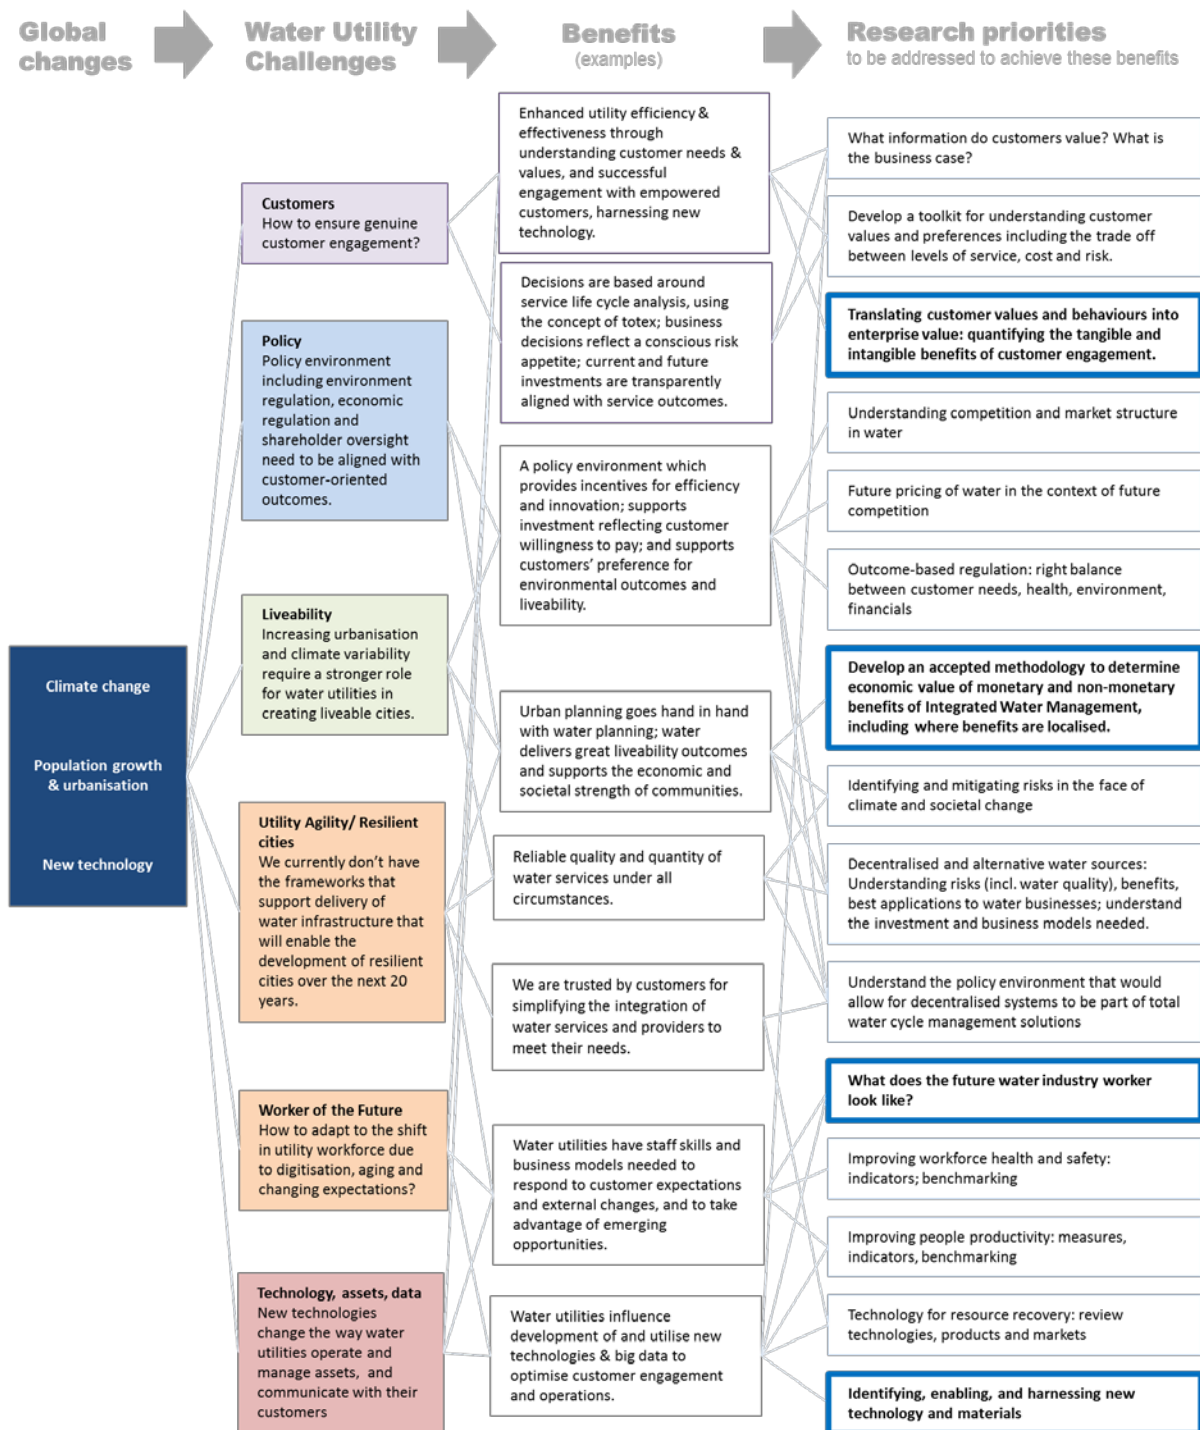 Global
changes
Water Utility
Challenges
Benefits
(examples)
Research priorities
to be addressed to achieve these benefits
Climate change
Population growth
& urbanisation
New technology
Customers
How to ensure genuine
customer engagement?
Policy
Policy environment
including environment
regulation, economic
regulation and
shareholder oversight
need to be aligned with
customer-oriented
outcomes.
Liveability
Increasing urbanisation
and climate variability
require a stronger role
for water utilities in
creating liveable cities.
Utility Agility/ Resilient
cities
We currently don't have
the frameworks that
support delivery of
water infrastructure that
will enable the
development of resilient
cities over the next 20
years.
Worker of the Future
How to adapt to the shift
in utility workforce due
to digitisation, aging and
changing expectations?
Technology, assets, data
New technologies
change the way water
utilities operate and
manage assets, and
communicate with their
customers
Enhanced utility efficiency &
effectiveness through
understanding customer needs &
values, and successful
engagement with empowered
customers, harnessing new
technology.
Decisions are based around
service life cycle analysis, using
the concept of totex; business
decisions reflect a conscious risk
appetite; current and future
investments are transparently
aligned with service outcomes.
A policy environment which
provides incentives for efficiency
and innovation; supports
investment reflecting customer
willingness to pay; and supports
customers' preference for
environmental outcomes and
liveability.
Urban planning goes hand in hand
with water planning; water
delivers great liveability outcomes
and supports the economic and
societal strength of communities.
Reliable quality and quantity of
water services under all
circumstances.
We are trusted by customers for
simplifying the integration of
water services and providers to
meet their needs.
Water utilities have staff skills and
business models needed to
respond to customer expectations
and external changes, and to take
advantage of emerging
opportunities.
Water utilities influence
development of and utilise new
technologies & big data to
optimise customer engagement
and operations.
What information do customers value? What is
the business case?
Develop a toolkit for understanding customer
values and preferences including the trade off
between levels of service, cost and risk.
Translating customer values and behaviours into
enterprise value: quantifying the tangible and
intangible benefits of customer engagement.
Understanding competition and market structure
in water
Future pricing of water in the context of future
competition
Outcome-based regulation: right balance
between customer needs, health, environment,
financials
Develop an accepted methodology to determine
economic value of monetary and non-monetary
benefits of Integrated Water Management,
including where benefits are localised.
Identifying and mitigating risks in the face of
climate and societal change
Decentralised and alternative water sources:
Understanding risks (incl. water quality), benefits,
best applications to water businesses; understand
the investment and business models needed.
Understand the policy environment that would
allow for decentralised systems to be part of total
water cycle management solutions
What does the future water industry worker
look like?
Improving workforce health and safety:
indicators; benchmarking
Improving people productivity: measures,
indicators, benchmarking
Technology for resource recovery: review
technologies, products and markets
Identifying, enabling, and harnessing new
technology and materials